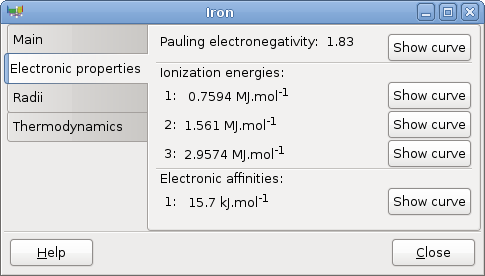 Iron
Main
Electronic properties
Radii
Thermodynamics
Pauling electronegativity: 1.83 Show curve
Ionization energies:
1: 0.7594 MJ.mol⁻¹ Show curve
2: 1.561 MJ.mol⁻¹ Show curve
3: 2.9574 MJ.mol⁻¹ Show curve
Electronic affinities:
1: 15.7 kJ.mol⁻¹ Show curve
Help Close